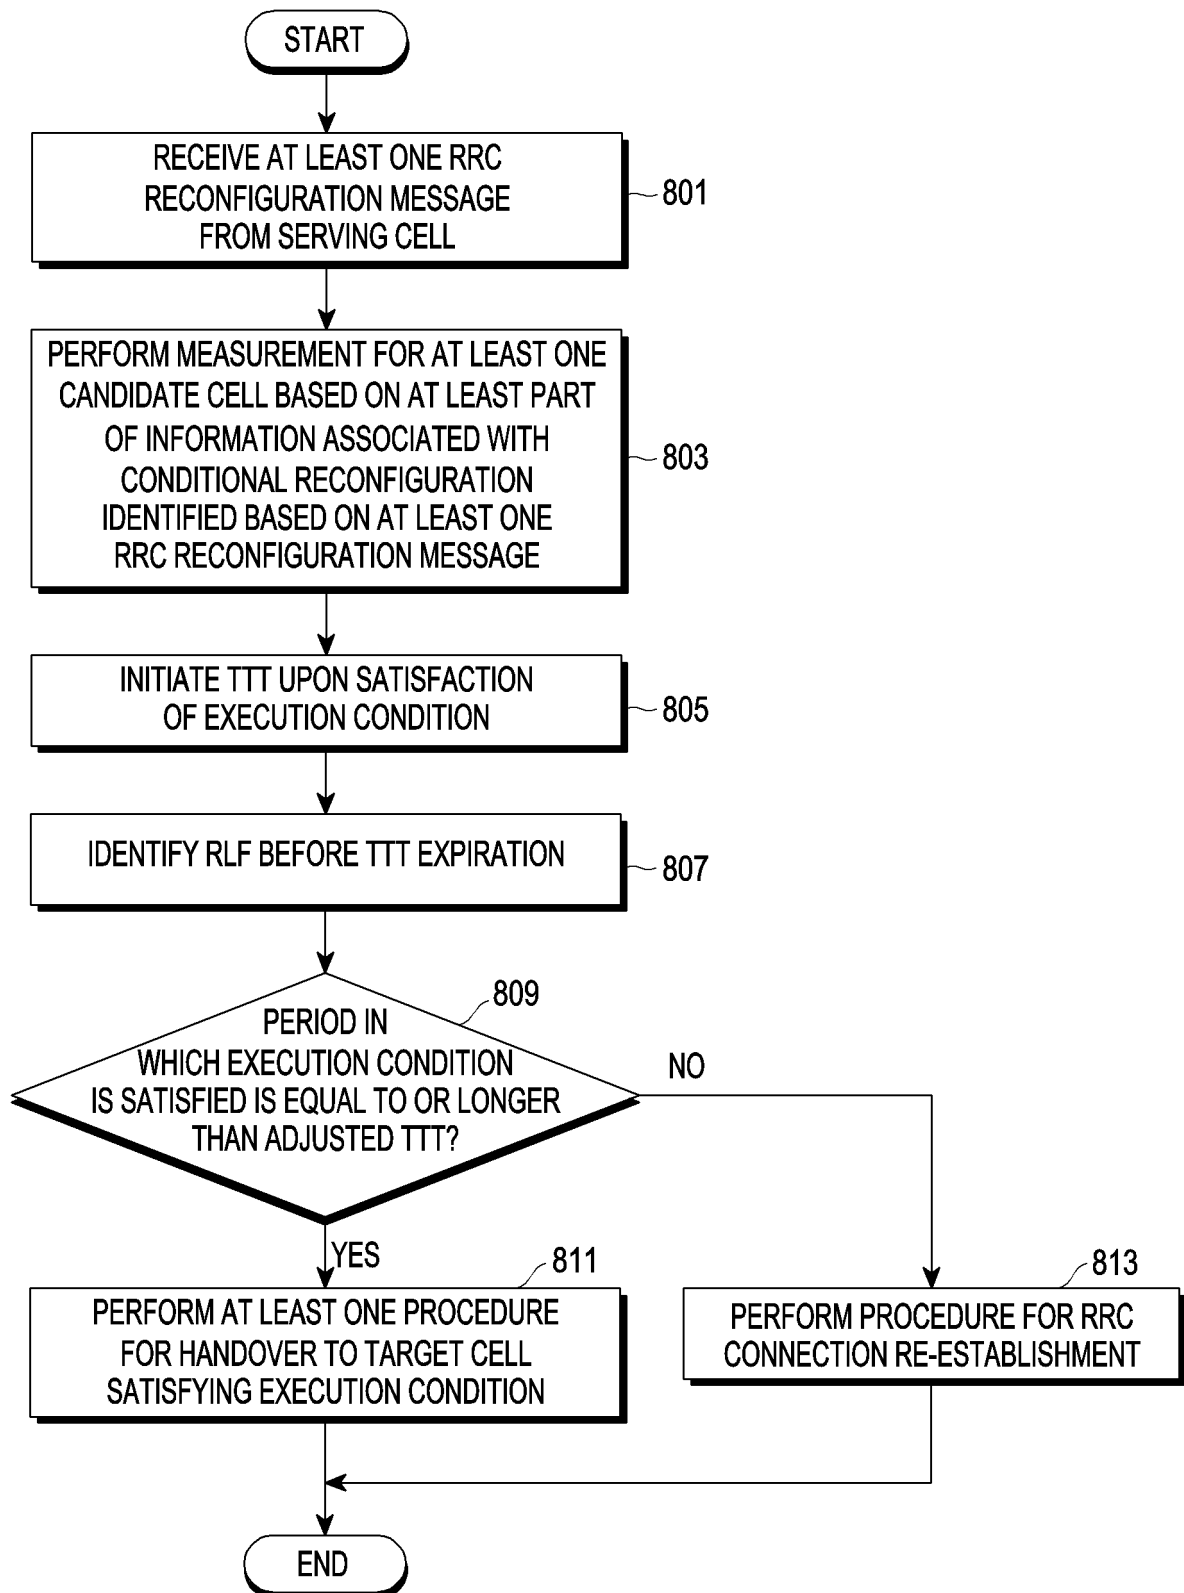 START
RECEIVE AT LEAST ONE RRC
RECONFIGURATION MESSAGE
FROM SERVING CELL
801
PERFORM MEASUREMENT FOR AT LEAST ONE
CANDIDATE CELL BASED ON AT LEAST PART
OF INFORMATION ASSOCIATED WITH
CONDITIONAL RECONFIGURATION
IDENTIFIED BASED ON AT LEAST ONE
RRC RECONFIGURATION MESSAGE
803
INITIATE TTT UPON SATISFACTION
OF EXECUTION CONDITION
805
IDENTIFY RLF BEFORE TTT EXPIRATION
807
809
PERIOD IN
WHICH EXECUTION CONDITION
IS SATISFIED IS EQUAL TO OR LONGER
THAN ADJUSTED TTT?
NO
YES
811
PERFORM AT LEAST ONE PROCEDURE
FOR HANDOVER TO TARGET CELL
SATISFYING EXECUTION CONDITION
813
PERFORM PROCEDURE FOR RRC
CONNECTION RE-ESTABLISHMENT
END